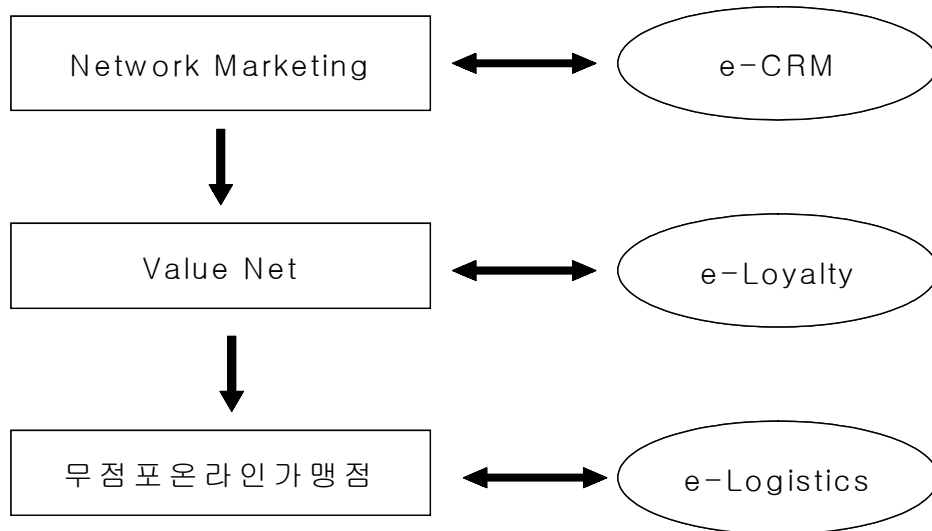 Network Marketing
e-CRM
Value Net
e-Loyalty
무점포온라인가맹점
e-Logistics